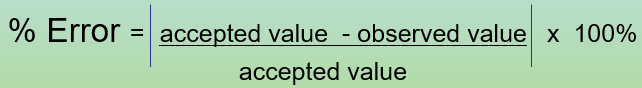 % Error = | accepted value - observed value | x 100%
accepted value